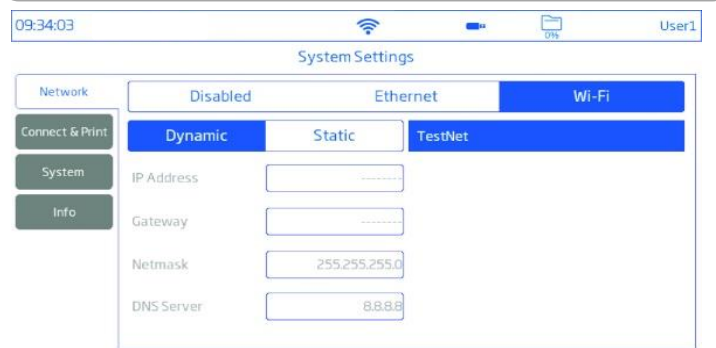 09:34:03 0% User1
System Settings
Network Disabled Ethernet Wi-Fi
Connect & Print Dynamic Static TestNet
System IP Address --------
Info Gateway --------
Netmask 255.255.255.0
DNS Server 8.8.8.8